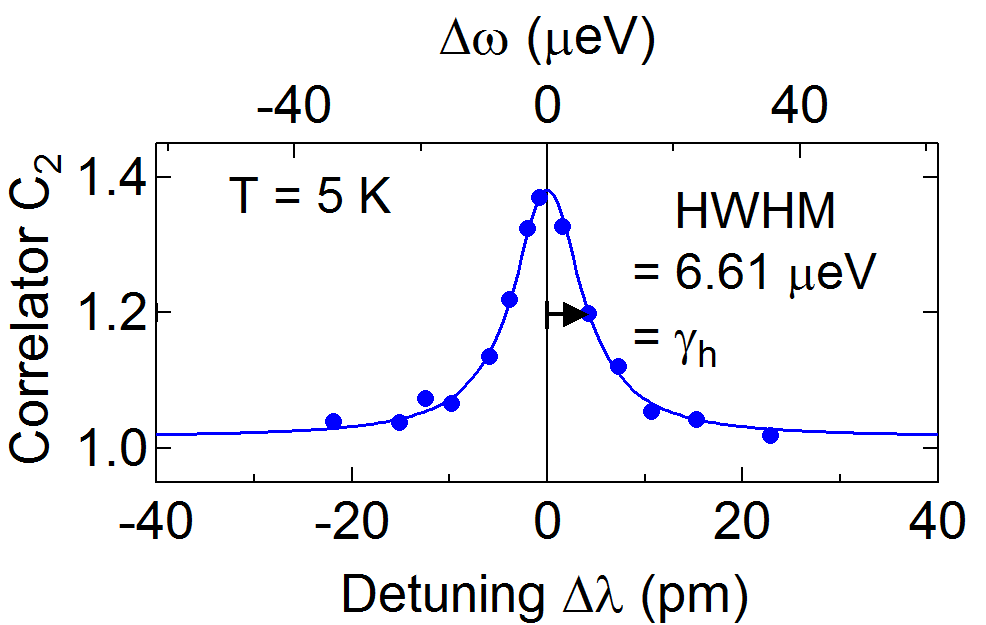 Δω (μeV)
-40 0 40
Correlator C₂
1.4
1.2
1.0
T = 5 K
HWHM
= 6.61 μeV
= γₕ
-40 -20 0 20 40
Detuning Δλ (pm)